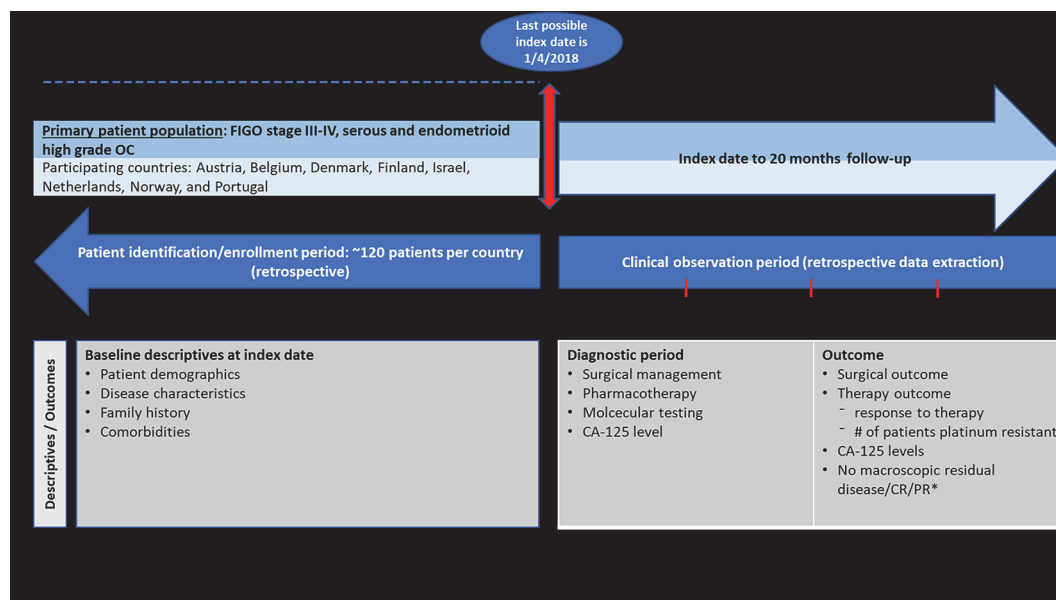 Last possible
index date is
1/4/2018
Primary patient population: FIGO stage III-IV, serous and endometrioid
high grade OC
Participating countries: Austria, Belgium, Denmark, Finland, Israel,
Netherlands, Norway, and Portugal
Index date to 20 months follow-up
Patient identification/enrollment period: ~120 patients per country
(retrospective)
Clinical observation period (retrospective data extraction)
Descriptives / Outcomes
Baseline descriptives at index date
• Patient demographics
• Disease characteristics
• Family history
• Comorbidities
Diagnostic period
• Surgical management
• Pharmacotherapy
• Molcecular testing
• CA-125 level
Outcome
• Surgical outcome
• Therapy outcome
- response to therapy
- # of patients platinum resistant
• CA-125 levels
• No macroscopic residual
disease/CR/PR*